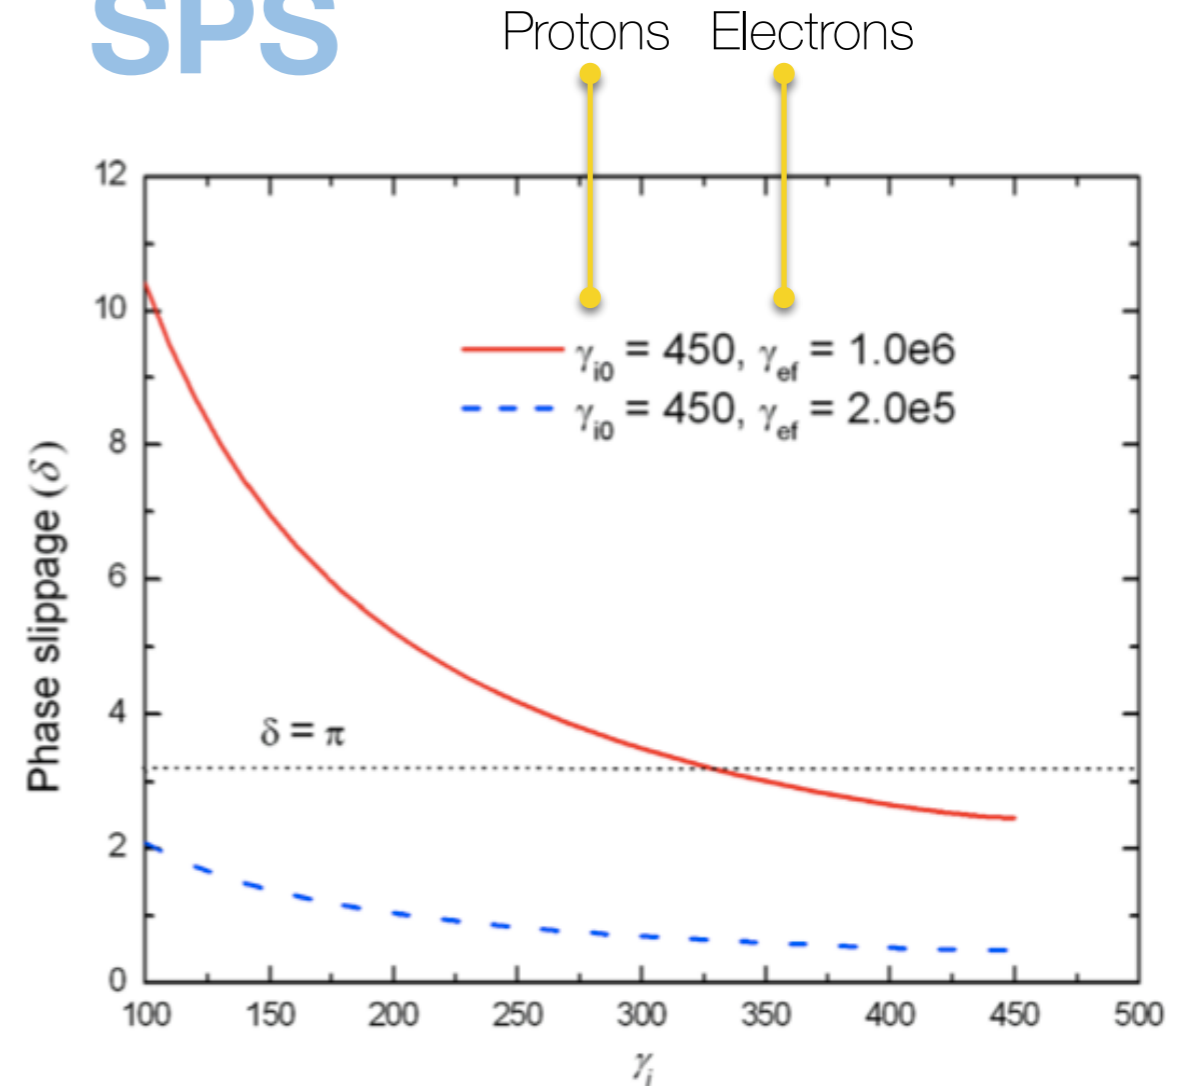 SPS
Protons Electrons
12
10
8
6
4
2
0
Phase slippage (δ)
γi0 = 450, γef = 1.0e6
γi0 = 450, γef = 2.0e5
δ = π
100 150 200 250 300 350 400 450 500
γi